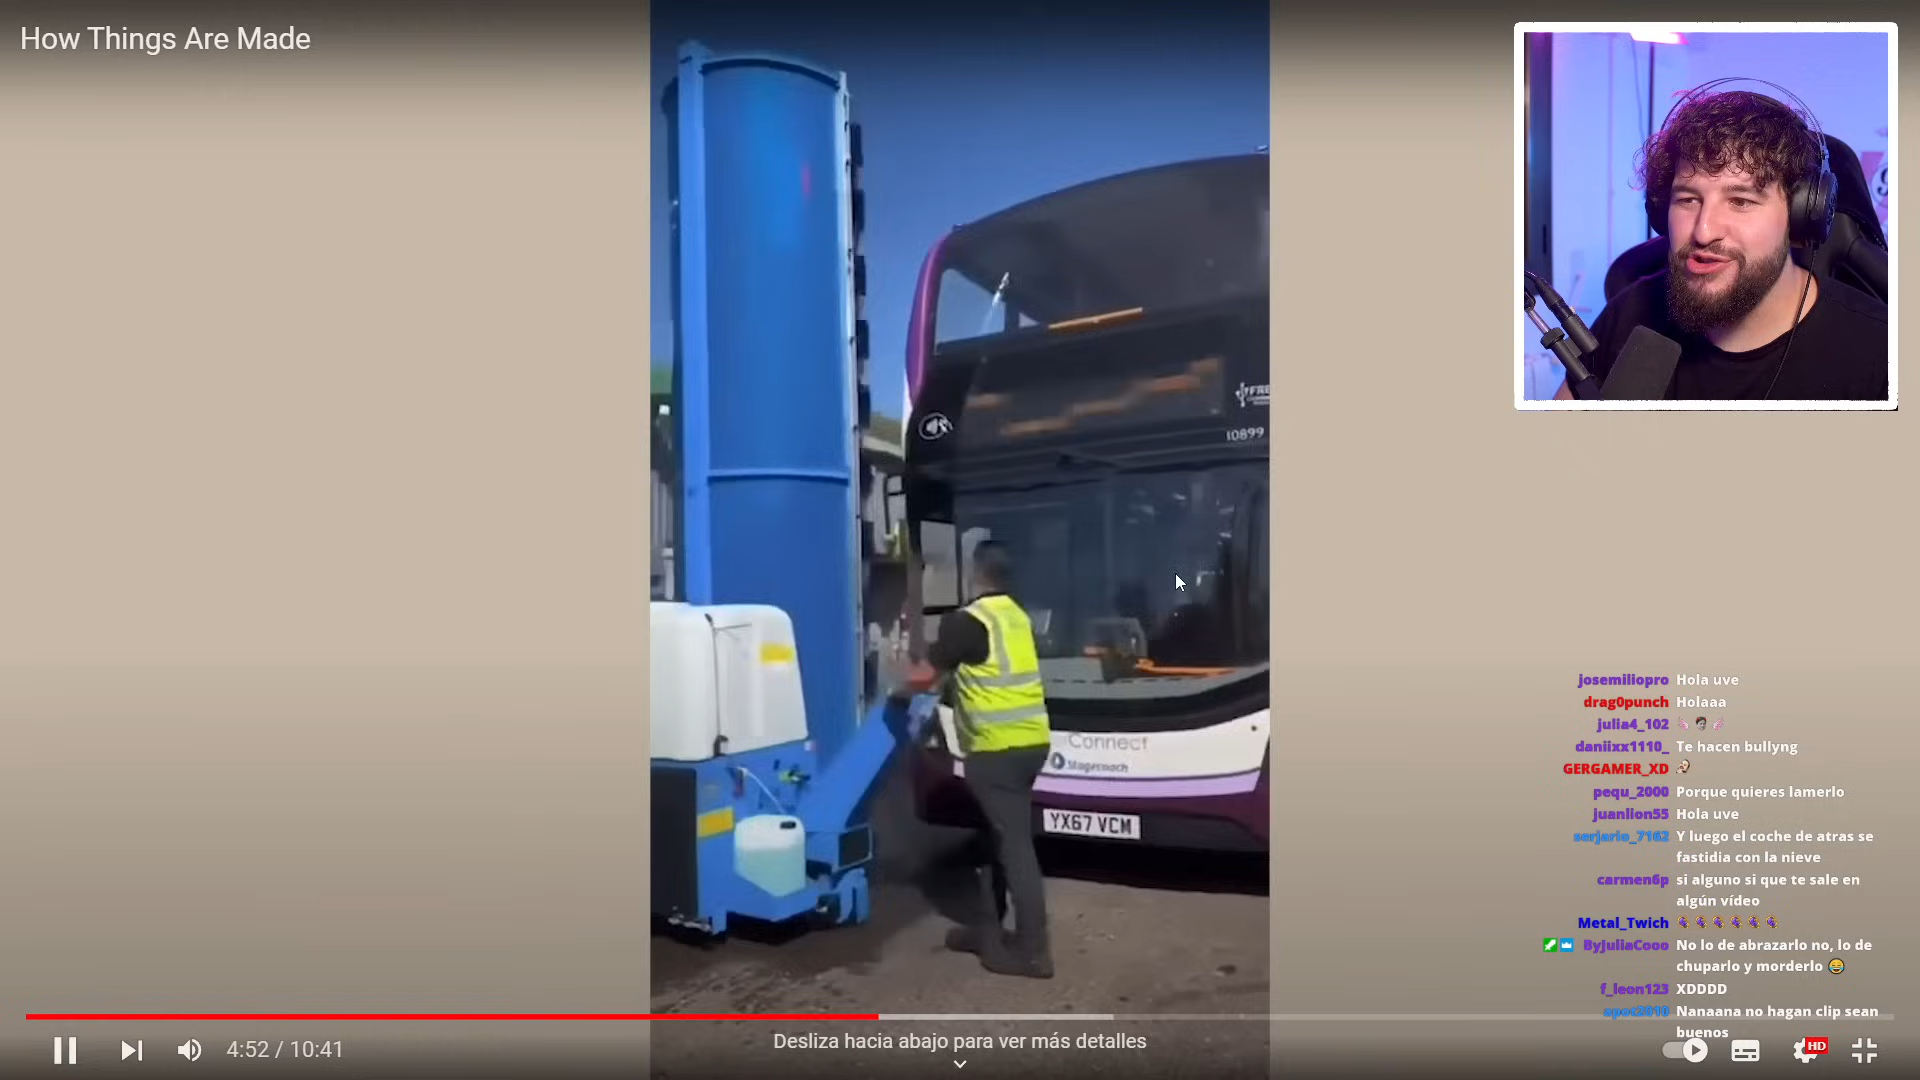 How Things Are Made
10899
Connect
Stagecoach
YX67 VCM
josemiliopro Hola uve
drag0punch Holaaa
julia4_102
daniixx1110_ Te hacen bullyng
GERGAMER_XD
pequ_2000 Porque quieres lamerlo
juanlion55 Hola uve
serjario_7162 Y luego el coche de atras se
fastidia con la nieve
carmen6p si alguno si que te sale en
algún vídeo
Metal_Twich
ByJuliaCooo No lo de abrazarlo no, lo de
chuparlo y morderlo 😂
f_leon123 XDDDD
apoc2010 Nanaana no hagan clip sean
buenos
4:52 / 10:41
Desliza hacia abajo para ver más detalles
HD